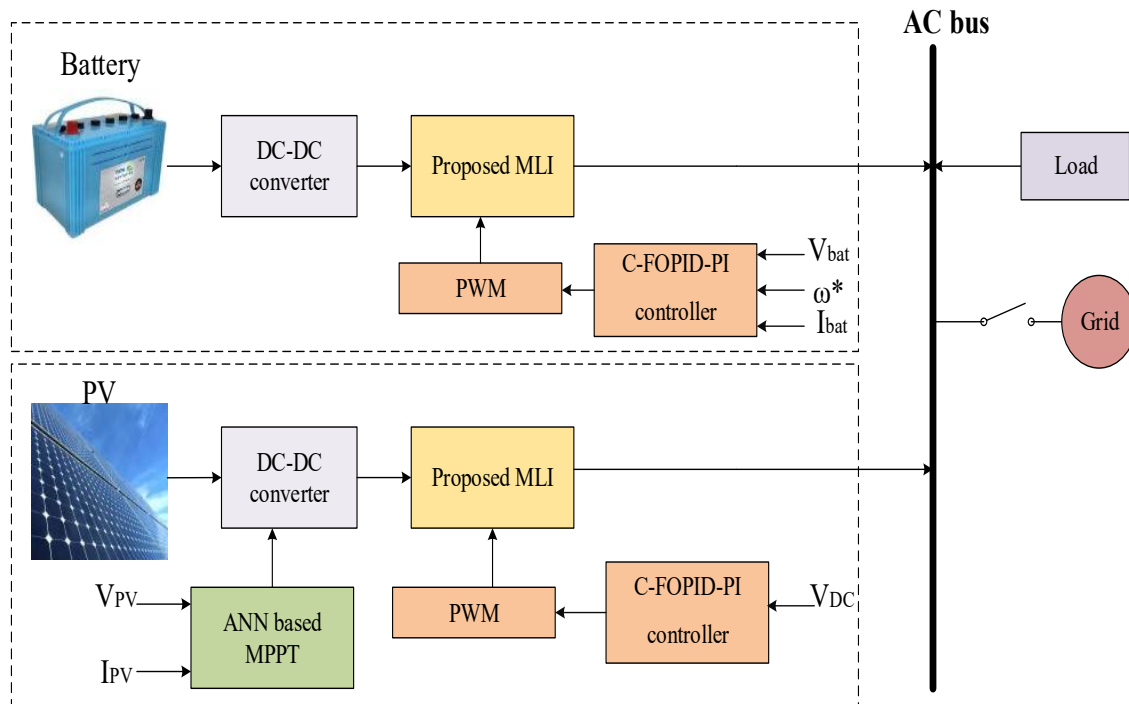 AC bus
Battery
DC-DC
converter
Proposed MLI
Load
PWM
C-FOPID-PI
controller
Vbat
ω*
Ibat
Grid
PV
DC-DC
converter
Proposed MLI
VPV
IPV
ANN based
MPPT
PWM
C-FOPID-PI
controller
VDC